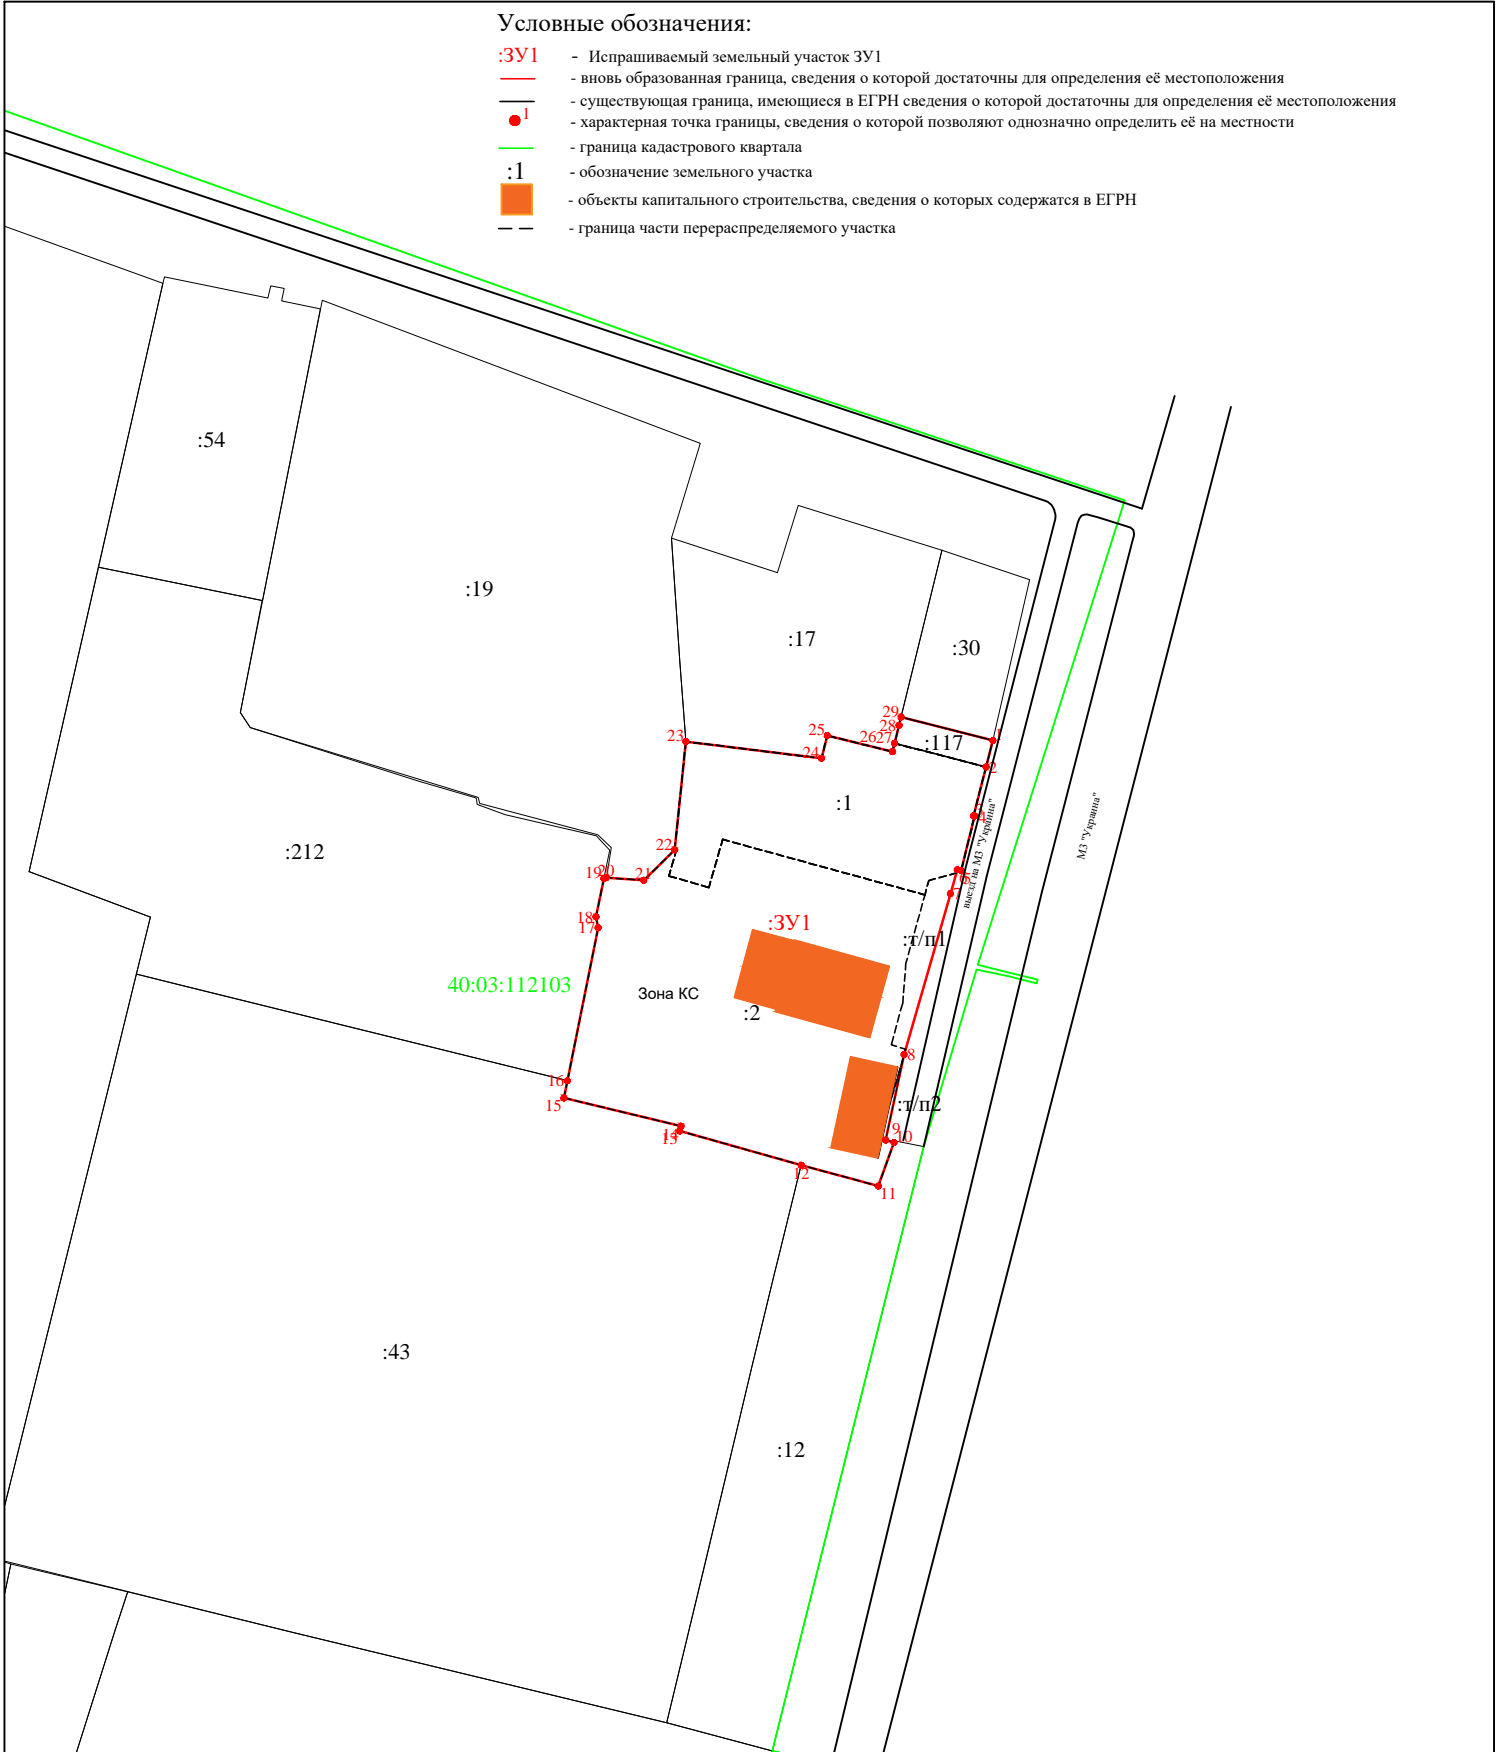 Условные обозначения:
:ЗУ1 - Испрашиваемый земельный участок ЗУ1
- вновь образованная граница, сведения о которой достаточны для определения её местоположения
- существующая граница, имеющиеся в ЕГРН сведения о которой достаточны для определения её местоположения
1 - характерная точка границы, сведения о которой позволяют однозначно определить её на местности
- граница кадастрового квартала
:1 - обозначение земельного участка
- объекты капитального строительства, сведения о которых содержатся в ЕГРН
- граница части перераспределяемого участка
:54
:19
:17
:30
29
28
1
25
26
27
23
:117
24
2
:1
4
М3 "Украина"
выезд на М3 "Украина"
22
:212
19
20
21
18
:ЗУ1
17
:т/п1
40:03:112103
Зона КС
:2
8
16
15
:т/п2
14
13
9
10
12
11
:43
:12